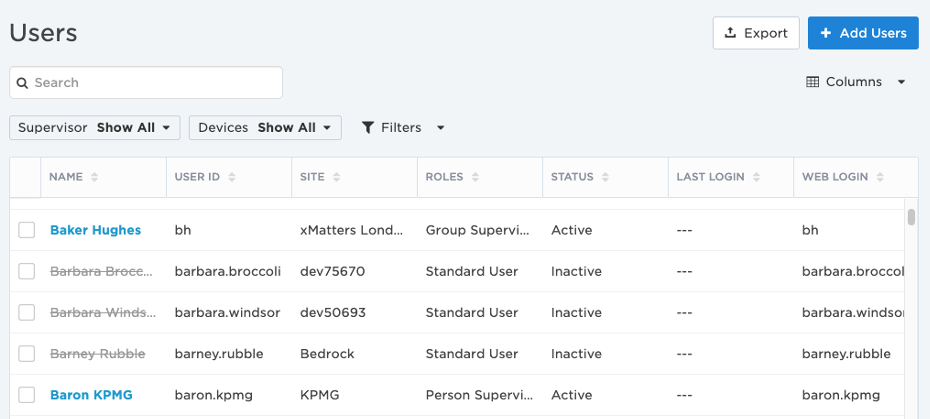 Users
Export
+ Add Users
Search
Columns
Supervisor Show All
Devices Show All
Filters
NAME USER ID SITE ROLES STATUS LAST LOGIN WEB LOGIN
Baker Hughes bh xMatters Lond... Group Supervi... Active --- bh
Barbara Brocc... barbara.broccoli dev75670 Standard User Inactive --- barbara.broccol
Barbara Winds... barbara.windsor dev50693 Standard User Inactive --- barbara.windsor
Barney Rubble barney.rubble Bedrock Standard User Inactive --- barney.rubble
Baron KPMG baron.kpmg KPMG Person Supervi... Active --- baron.kpmg